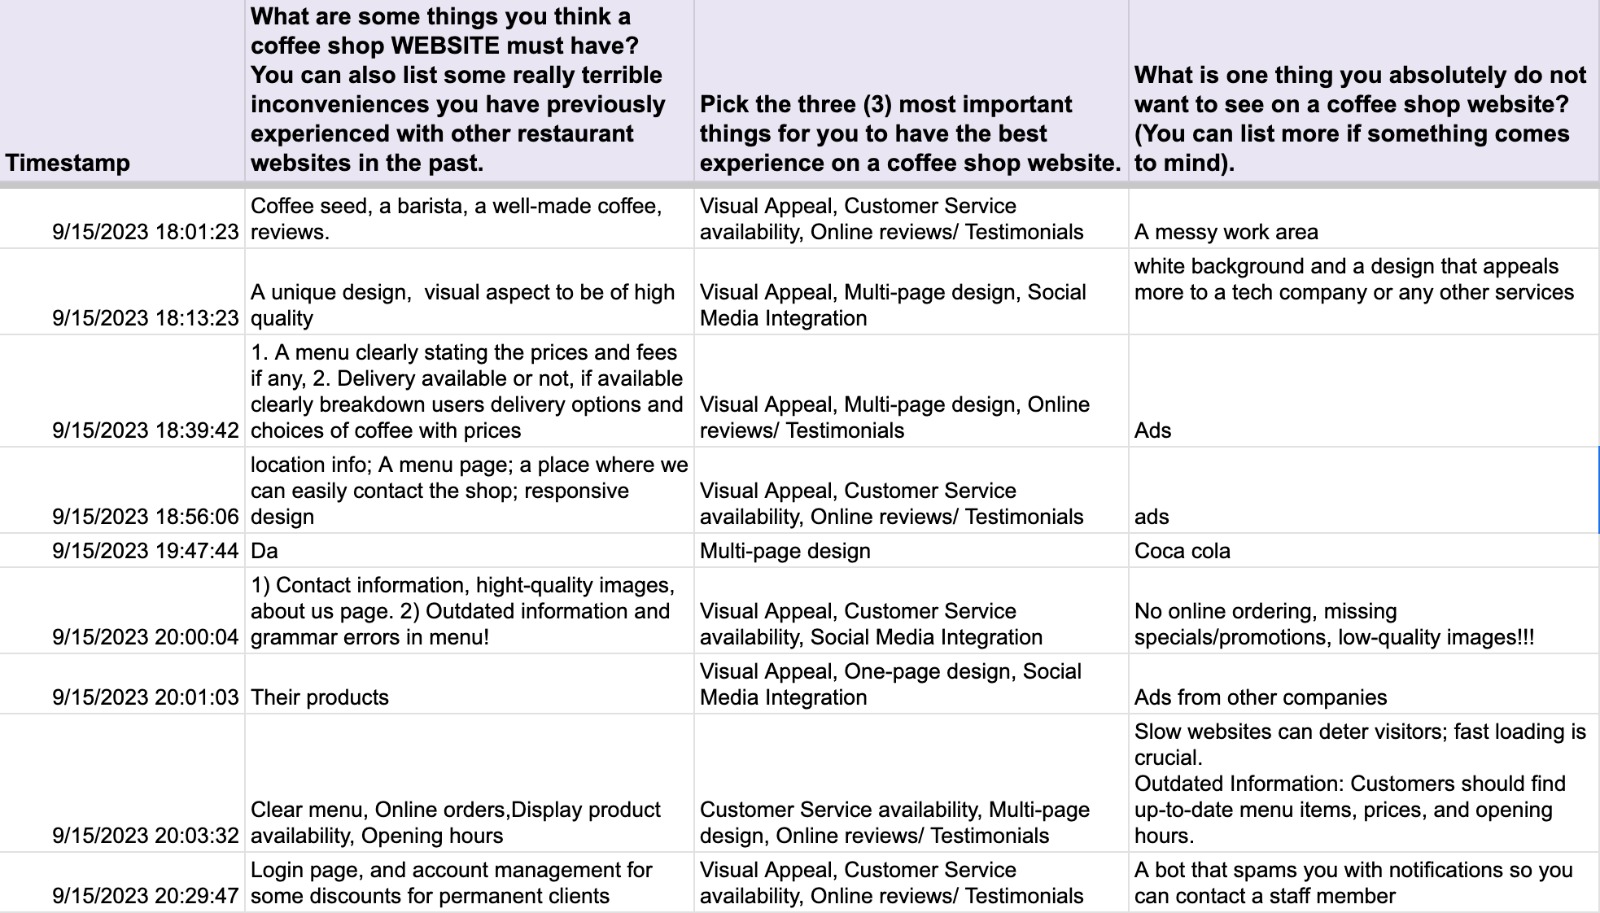 Timestamp
What are some things you think a
coffee shop WEBSITE must have?
You can also list some really terrible
inconveniences you have previously
experienced with other restaurant
websites in the past.
Pick the three (3) most important
things for you to have the best
experience on a coffee shop website.
What is one thing you absolutely do not
want to see on a coffee shop website?
(You can list more if something comes
to mind).
9/15/2023 18:01:23
Coffee seed, a barista, a well-made coffee,
reviews.
Visual Appeal, Customer Service
availability, Online reviews/ Testimonials
A messy work area
9/15/2023 18:13:23
A unique design,  visual aspect to be of high
quality
Visual Appeal, Multi-page design, Social
Media Integration
white background and a design that appeals
more to a tech company or any other services
9/15/2023 18:39:42
1. A menu clearly stating the prices and fees
if any, 2. Delivery available or not, if available
clearly breakdown users delivery options and
choices of coffee with prices
Visual Appeal, Multi-page design, Online
reviews/ Testimonials
Ads
9/15/2023 18:56:06
location info; A menu page; a place where we
can easily contact the shop; responsive
design
Visual Appeal, Customer Service
availability, Online reviews/ Testimonials
ads
9/15/2023 19:47:44
Da
Multi-page design
Coca cola
9/15/2023 20:00:04
1) Contact information, hight-quality images,
about us page. 2) Outdated information and
grammar errors in menu!
Visual Appeal, Customer Service
availability, Social Media Integration
No online ordering, missing
specials/promotions, low-quality images!!!
9/15/2023 20:01:03
Their products
Visual Appeal, One-page design, Social
Media Integration
Ads from other companies
9/15/2023 20:03:32
Clear menu, Online orders,Display product
availability, Opening hours
Customer Service availability, Multi-page
design, Online reviews/ Testimonials
Slow websites can deter visitors; fast loading is
crucial.
Outdated Information: Customers should find
up-to-date menu items, prices, and opening
hours.
9/15/2023 20:29:47
Login page, and account management for
some discounts for permanent clients
Visual Appeal, Customer Service
availability, Online reviews/ Testimonials
A bot that spams you with notifications so you
can contact a staff member